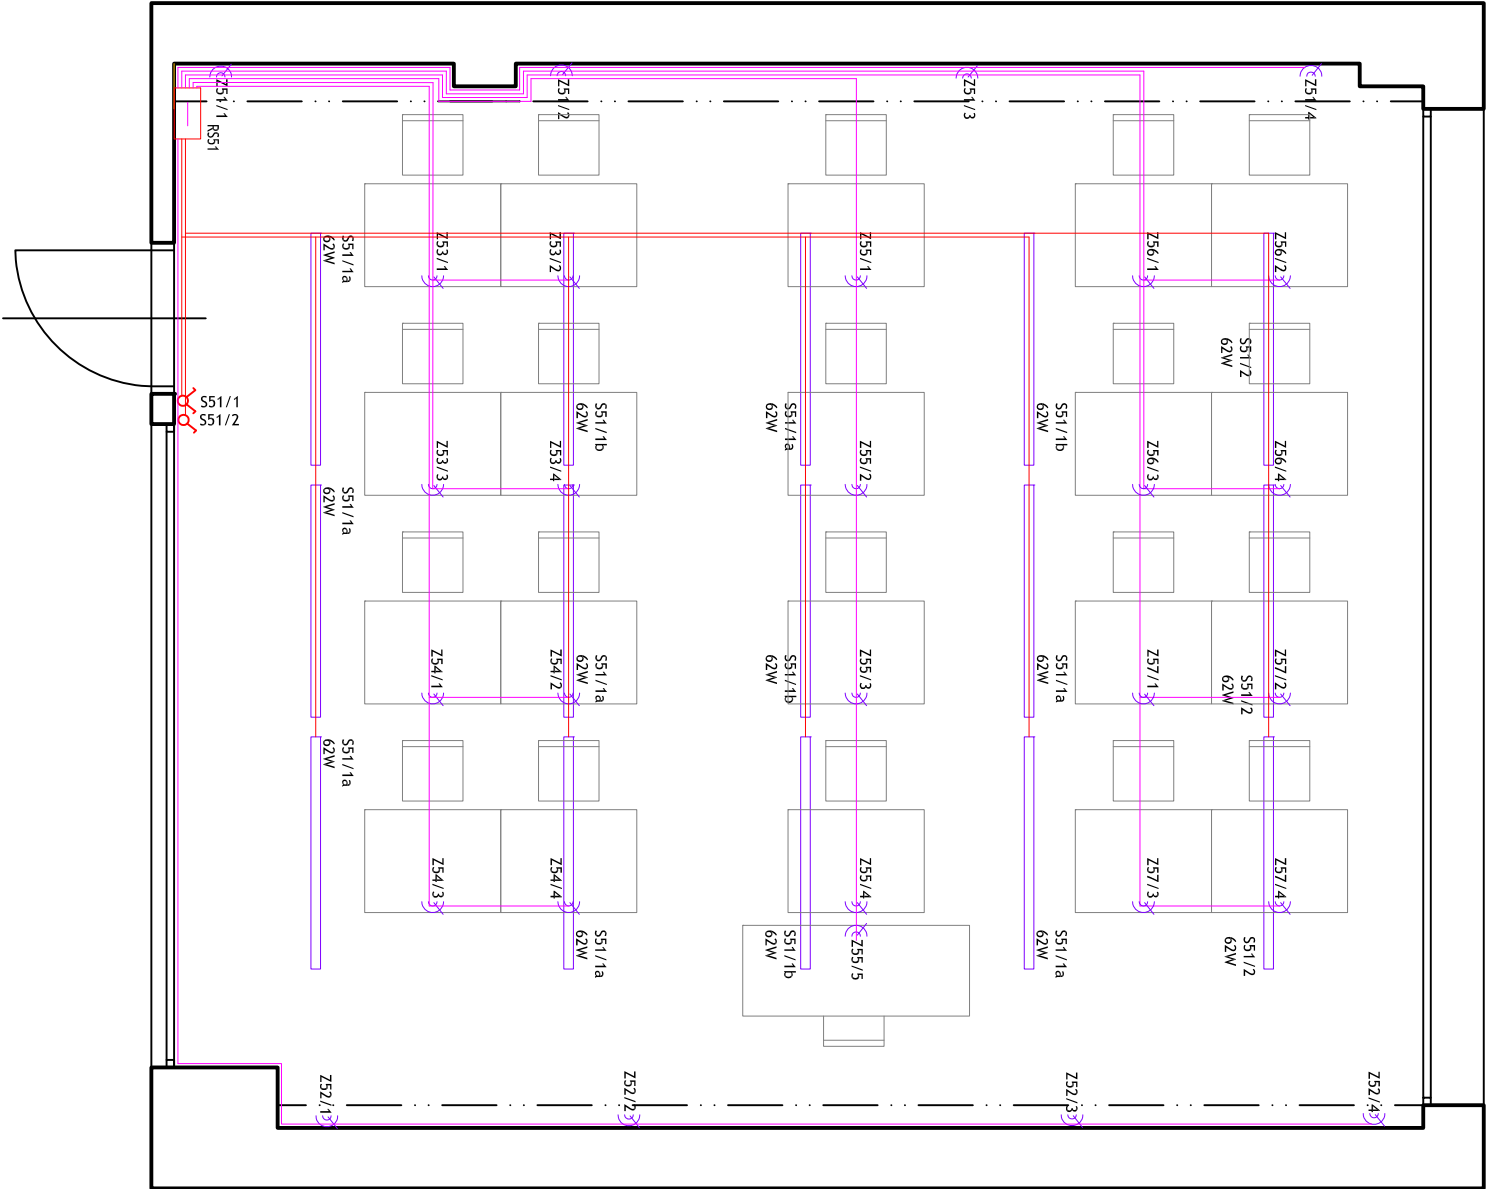 Z51/1
Z51/2
Z51/3
Z51/4
RS51
S51/1a
62W
Z53/1
Z53/2
Z55/1
Z56/1
Z56/2
S51/2
62W
S51/1
S51/2
S51/1b
62W
S51/1a
62W
S51/1b
62W
Z53/3
Z53/4
Z55/2
Z56/3
Z56/4
S51/1a
62W
Z54/1
Z54/2
S51/1a
62W
S51/1b
62W
Z55/3
S51/1a
62W
Z57/1
S51/2
62W
Z57/2
S51/1a
62W
Z54/3
Z54/4
Z55/4
Z57/3
Z57/4
S51/1a
62W
S51/1b
62W
Z55/5
S51/1a
62W
S51/2
62W
Z52/1
Z52/2
Z52/3
Z52/4